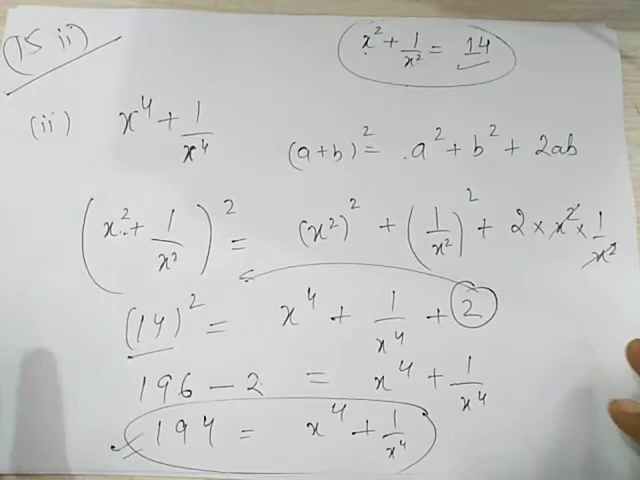 15 ii)
x² + 1/x² = 14
(ii) x⁴ + 1/x⁴
(a+b)² = a² + b² + 2ab
(x² + 1/x²)² = (x²)² + (1/x²)² + 2 × x² × 1/x²
(14)² = x⁴ + 1/x⁴ + 2
196 - 2 = x⁴ + 1/x⁴
194 = x⁴ + 1/x⁴